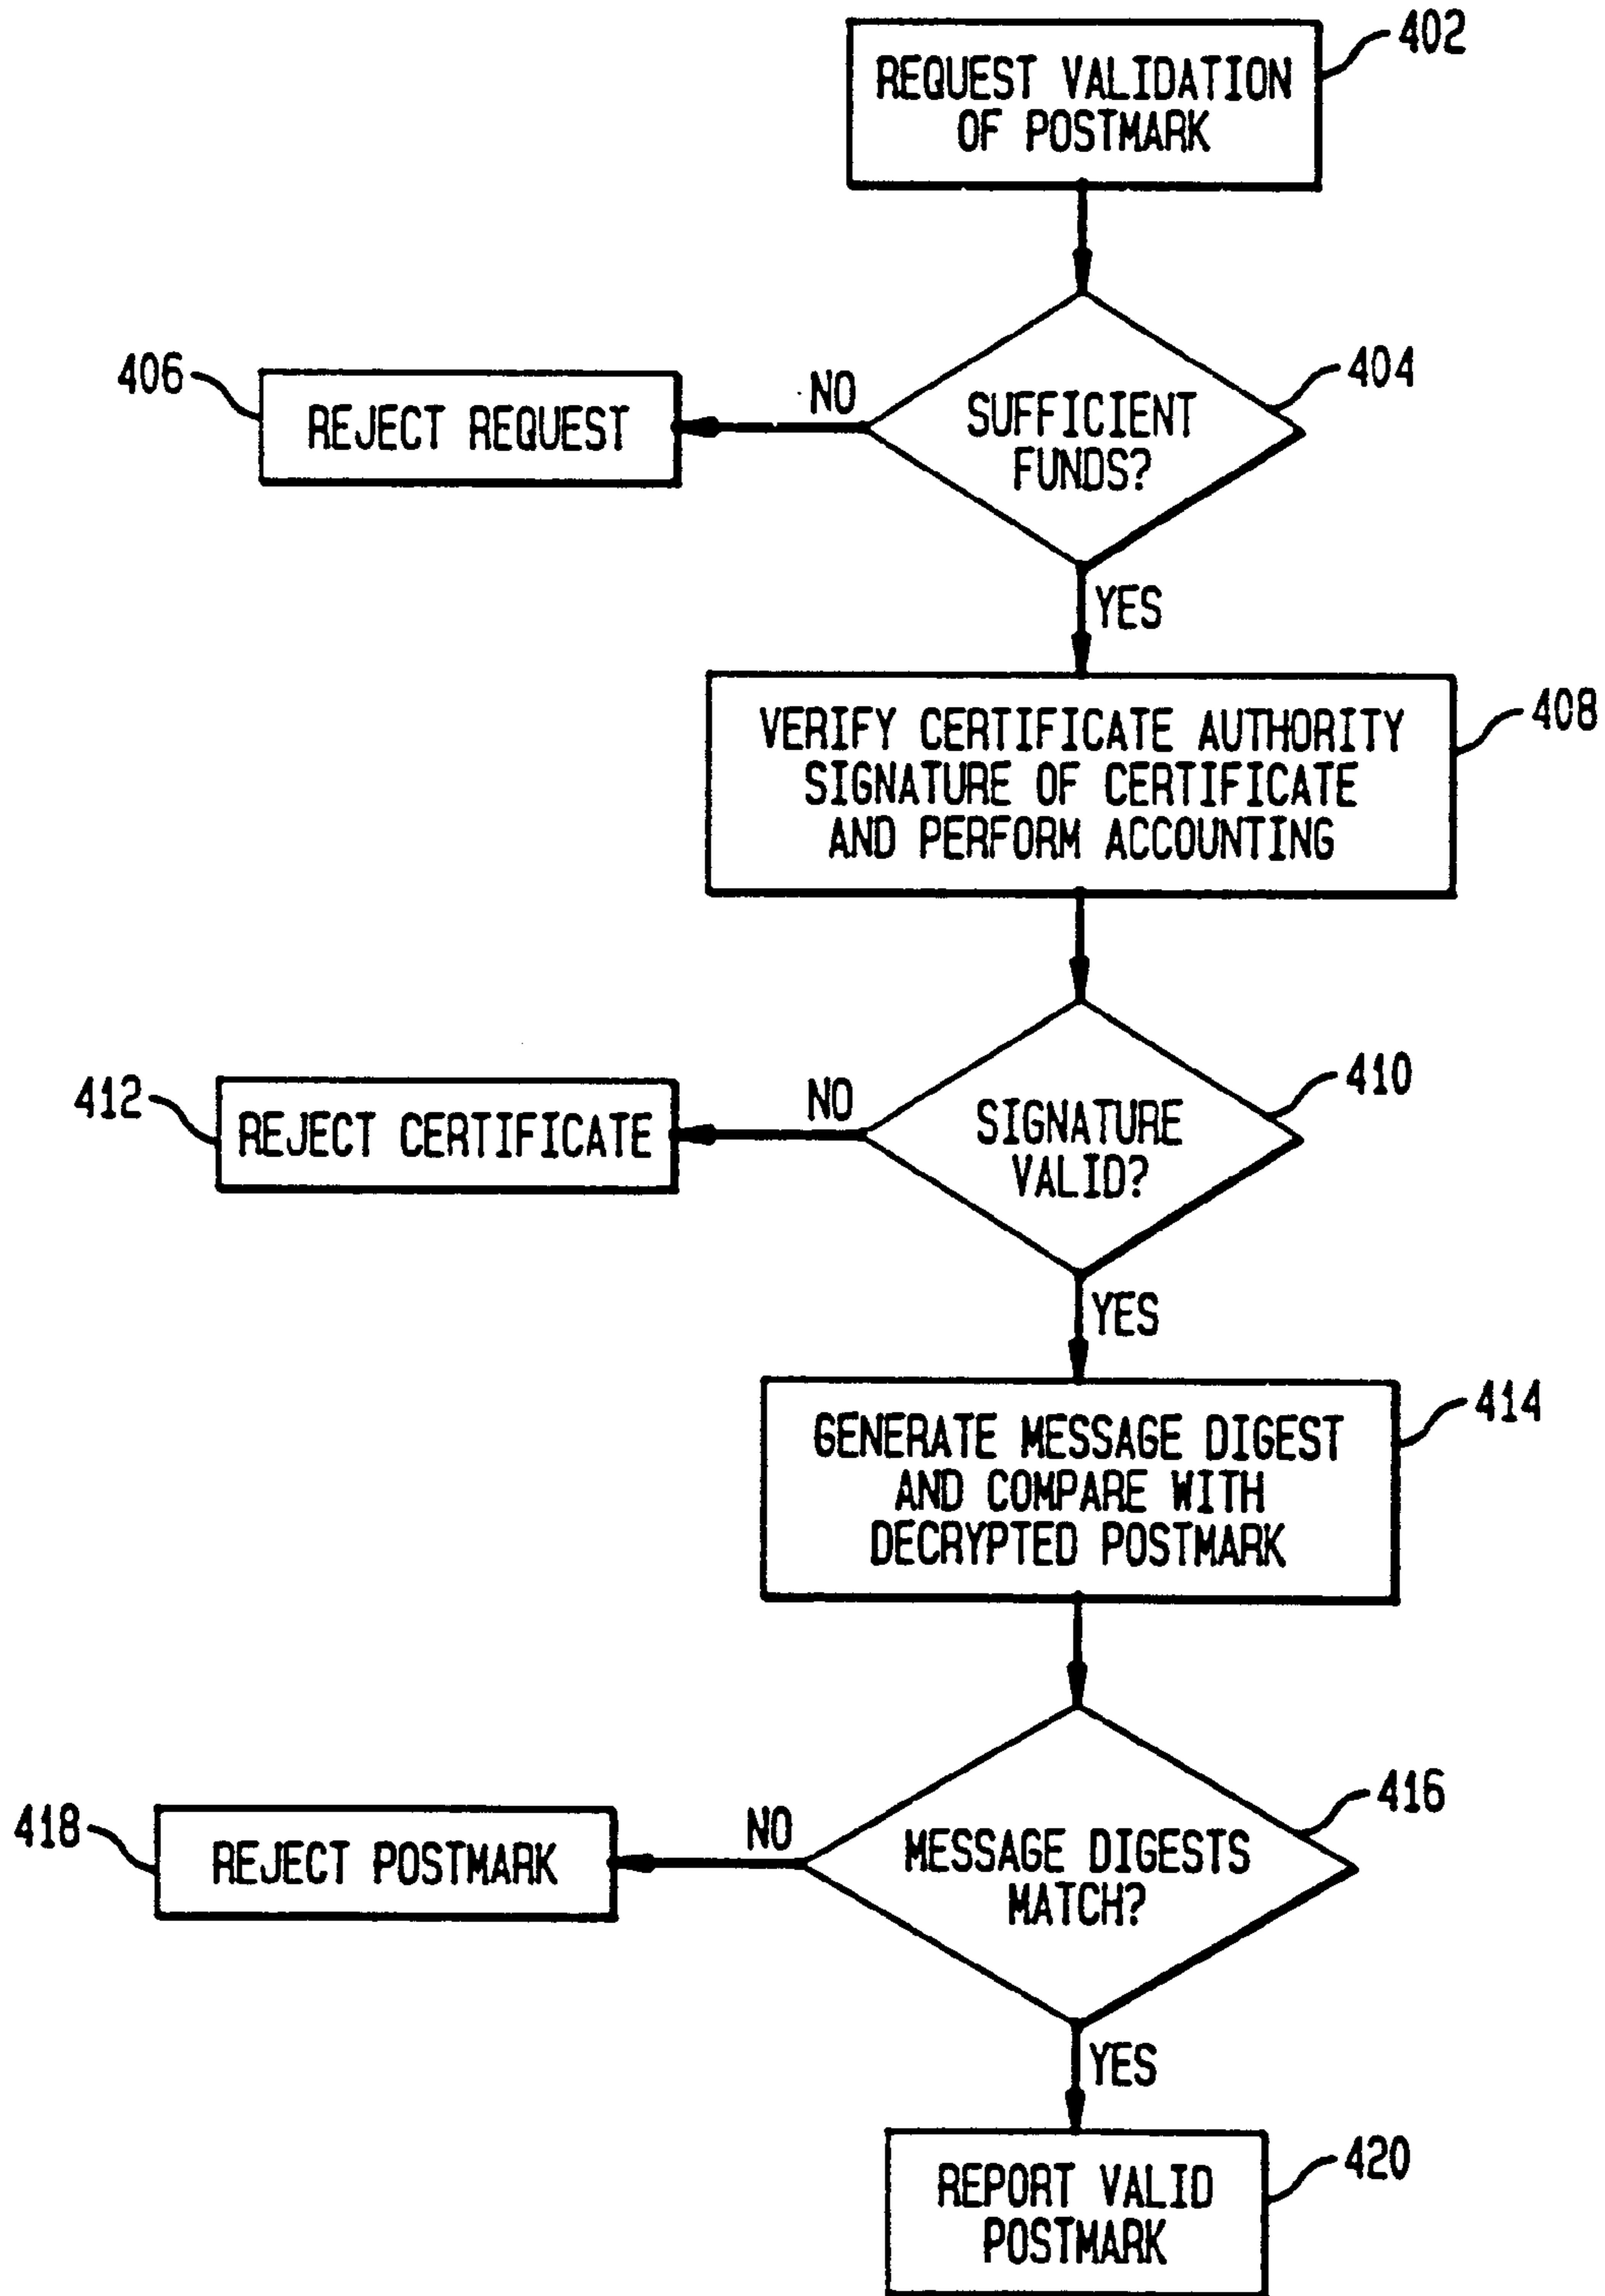 402
REQUEST VALIDATION
OF POSTMARK
406
REJECT REQUEST
NO
404
SUFFICIENT
FUNDS?
YES
408
VERIFY CERTIFICATE AUTHORITY
SIGNATURE OF CERTIFICATE
AND PERFORM ACCOUNTING
412
REJECT CERTIFICATE
NO
410
SIGNATURE
VALID?
YES
414
GENERATE MESSAGE DIGEST
AND COMPARE WITH
DECRYPTED POSTMARK
418
REJECT POSTMARK
NO
416
MESSAGE DIGESTS
MATCH?
YES
420
REPORT VALID
POSTMARK